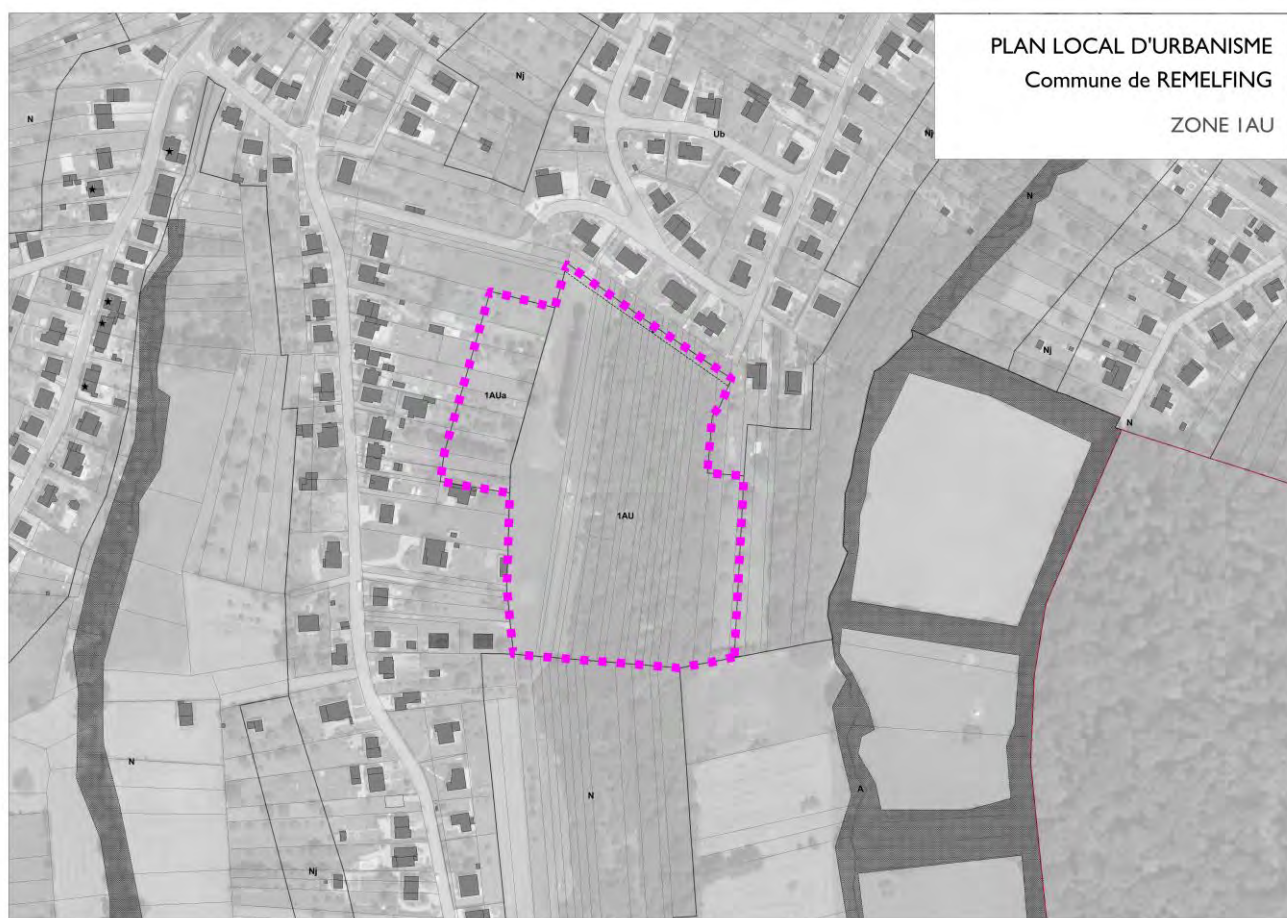 PLAN LOCAL D'URBANISME
Commune de REMELFING
ZONE 1AU
Nj
N
Ub
Nj
N
Nj
N
1AUa
1AU
N
A
N
Nj